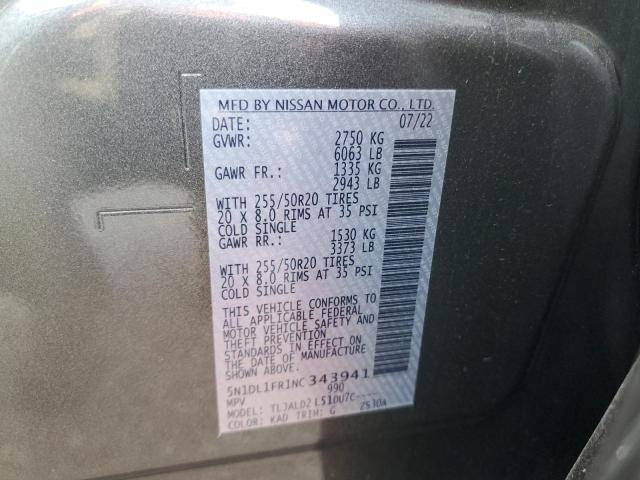 MFD BY NISSAN MOTOR CO., LTD.
DATE: 07/22
GVWR: 2750 KG
6063 LB
GAWR FR.: 1335 KG
2943 LB
WITH 255/50R20 TIRES
20 X 8.0 RIMS AT 35 PSI
COLD SINGLE
GAWR RR.: 1530 KG
3373 LB
WITH 255/50R20 TIRES
20 X 8.0 RIMS AT 35 PSI
COLD SINGLE
THIS VEHICLE CONFORMS TO
ALL APPLICABLE FEDERAL
MOTOR VEHICLE SAFETY AND
THEFT PREVENTION
STANDARDS IN EFFECT ON
THE DATE OF MANUFACTURE
SHOWN ABOVE.
5N1DL1FR1NC343941
MPV 990
MODEL: TLJALD2 L51DU7C----
COLOR: KAD TRIM: G 2530A